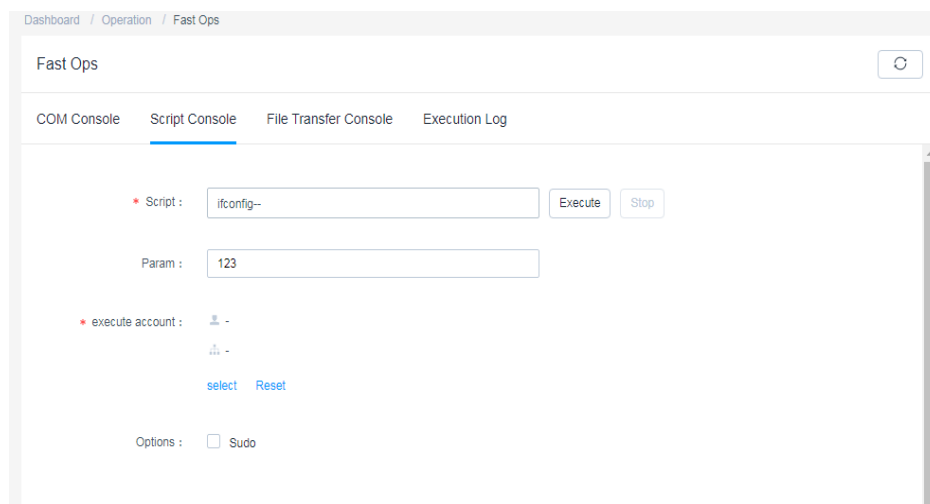 Dashboard / Operation / Fast Ops
Fast Ops
COM Console Script Console File Transfer Console Execution Log
* Script : ifconfig-- Execute Stop
Param : 123
* execute account : -
-
select Reset
Options : Sudo